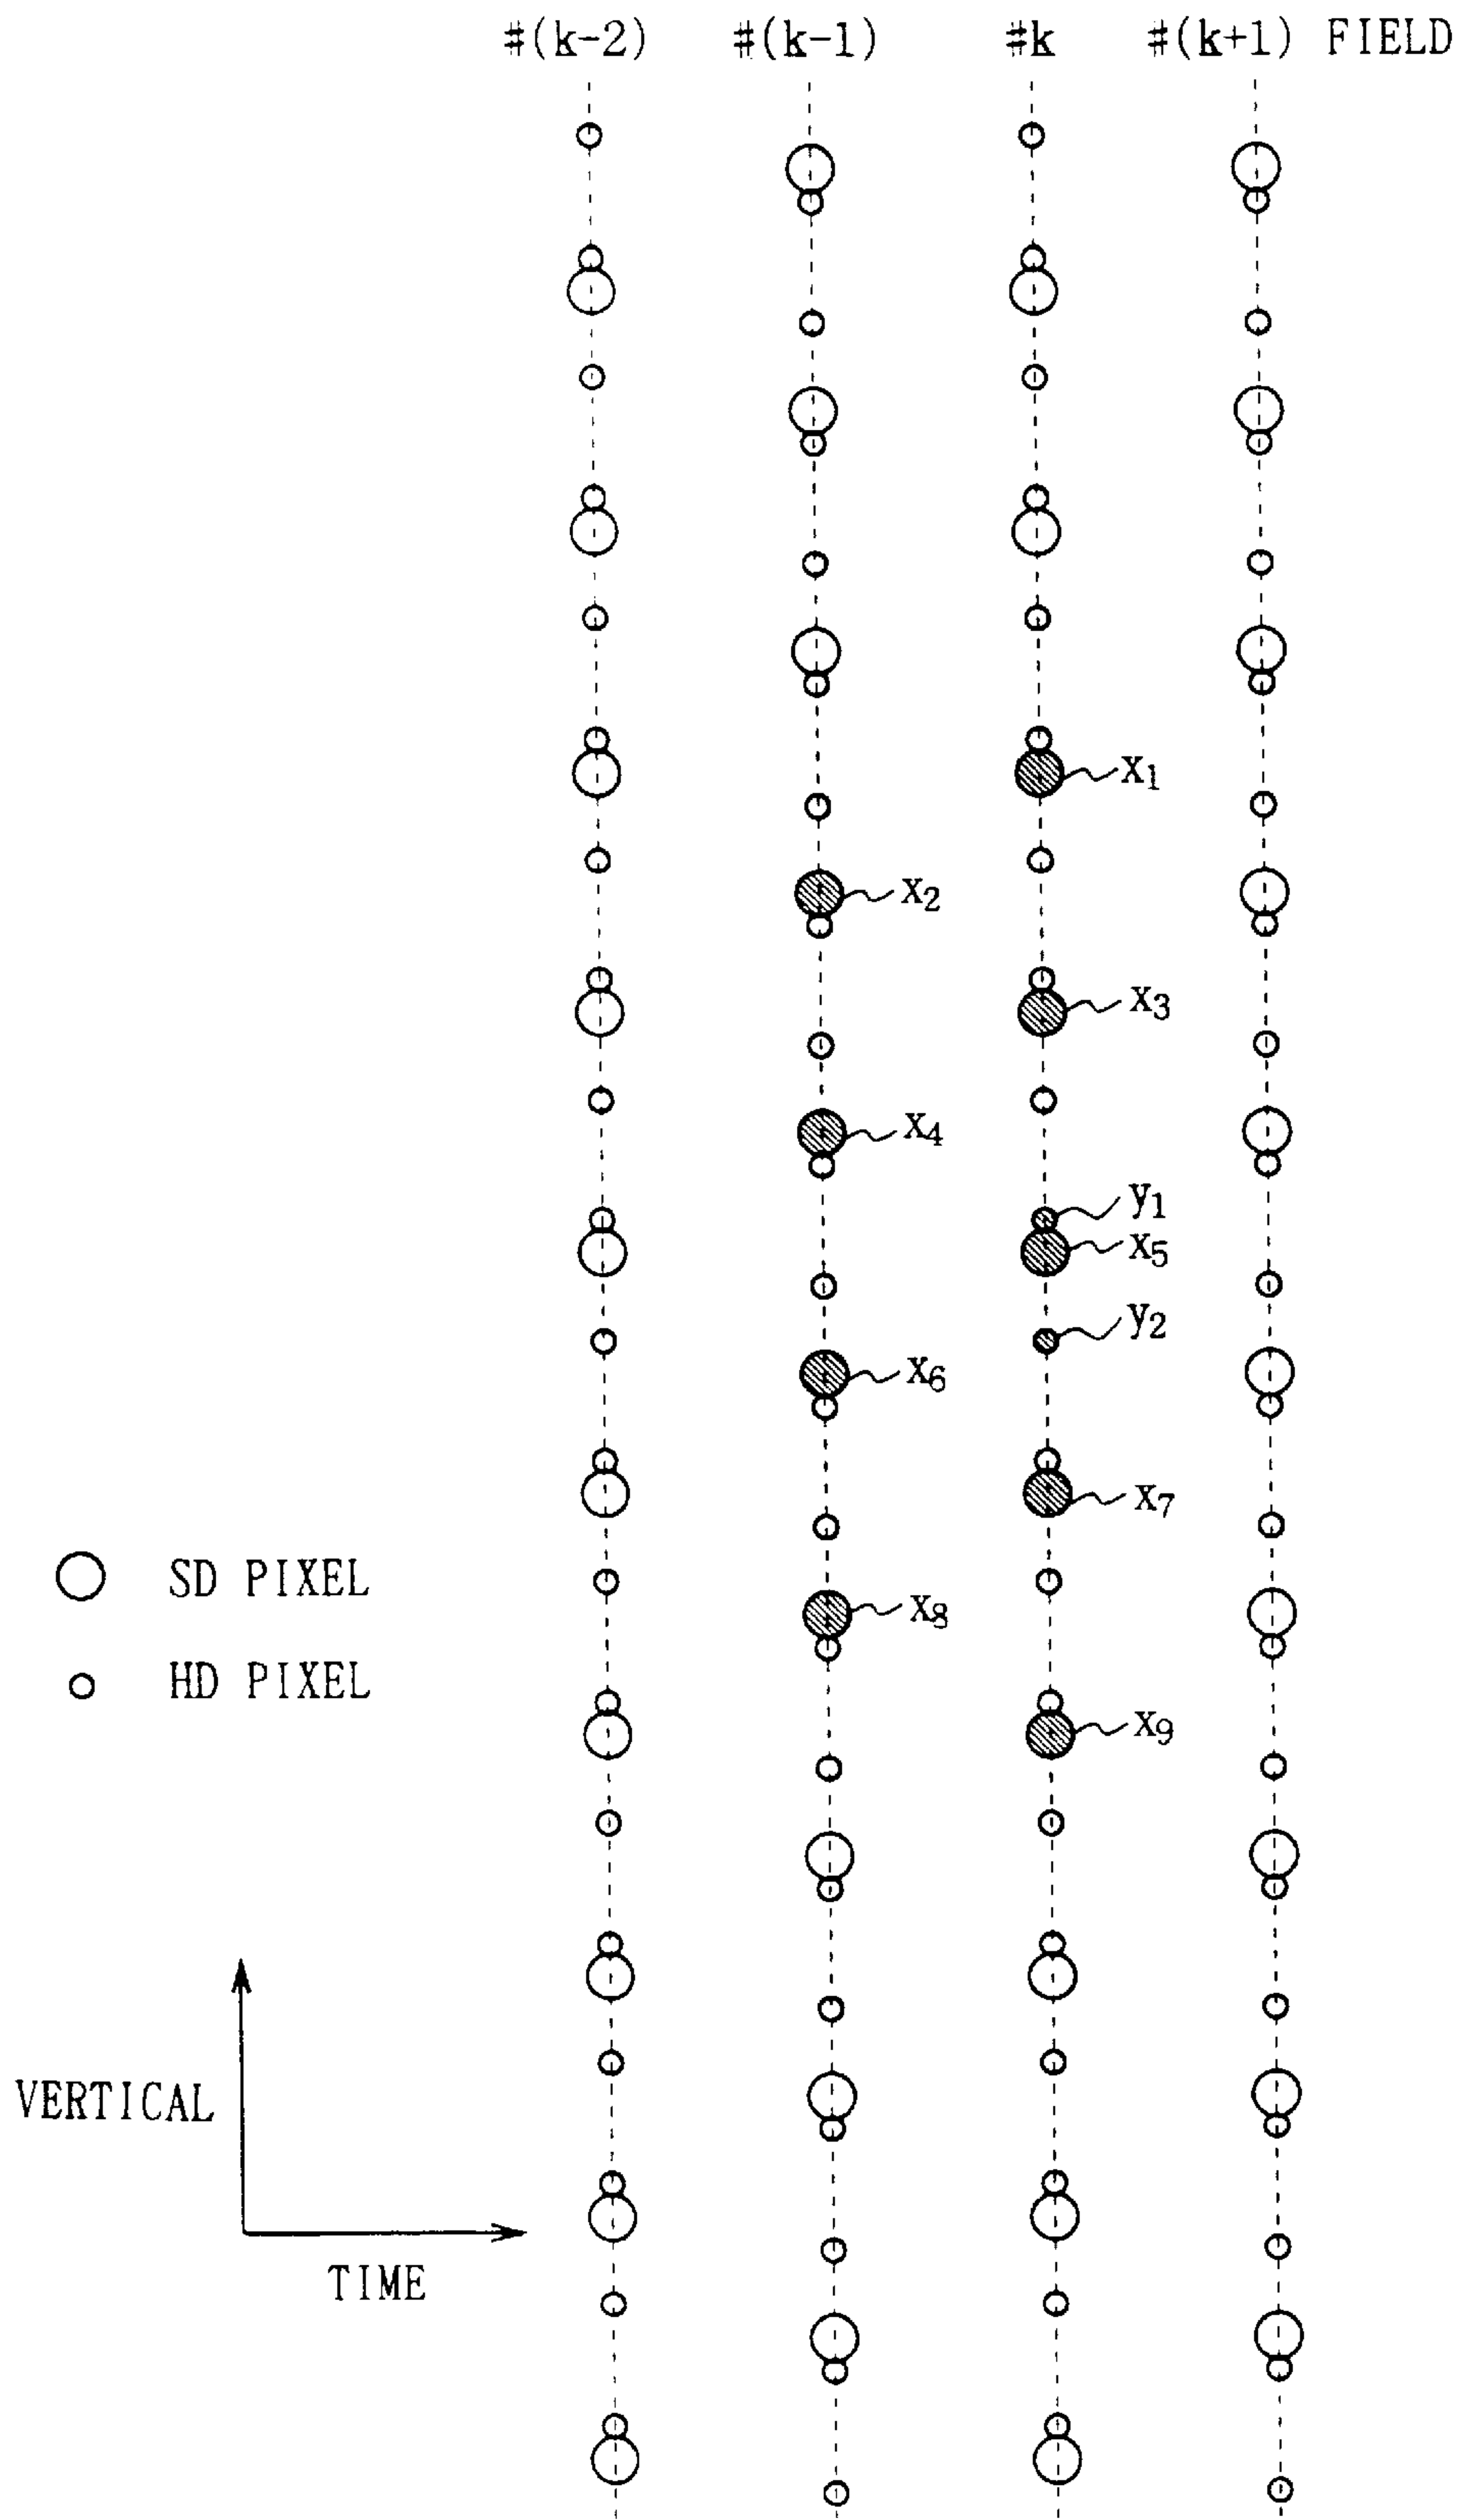 #(k-2) #(k-1) #k #(k+1) FIELD
x1
x2
x3
x4
y1
x5
y2
x6
x7
SD PIXEL
x8
HD PIXEL
x9
VERTICAL
TIME